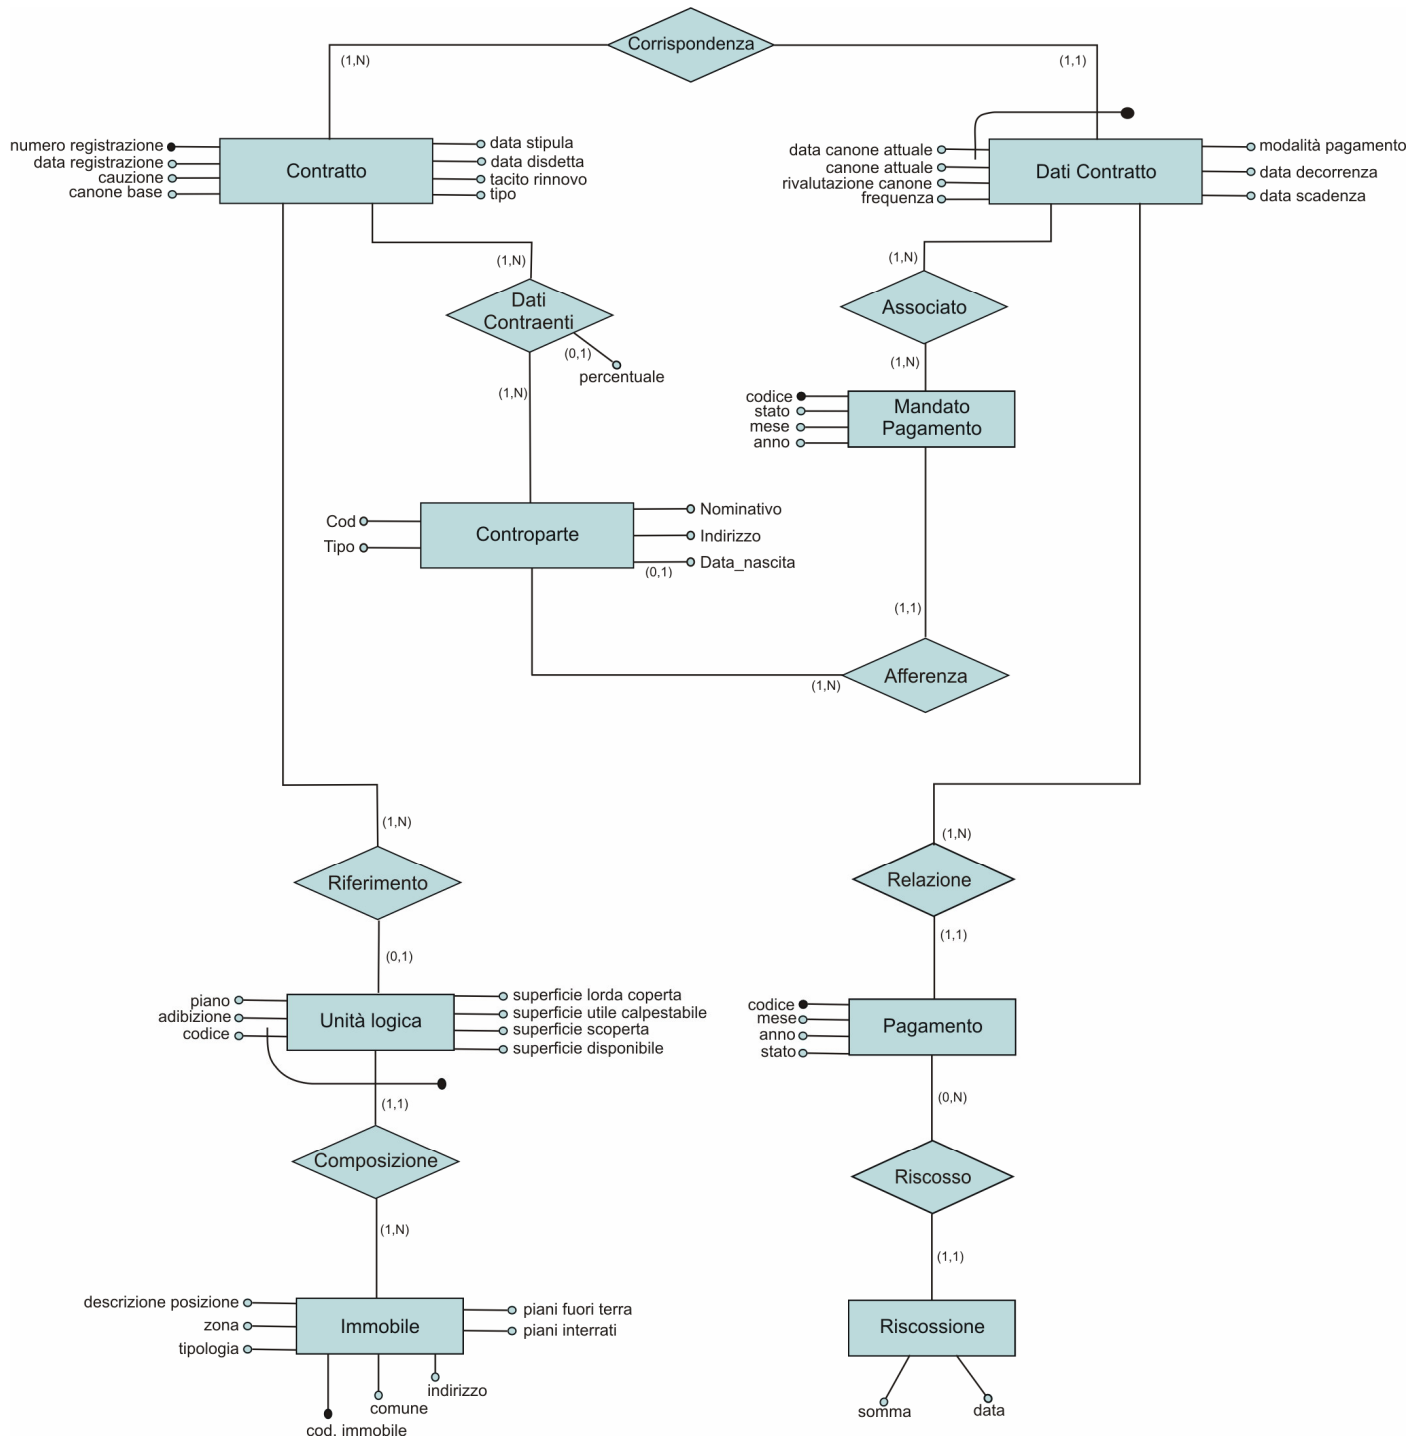 Corrispondenza
(1,N)
(1,1)
numero registrazione
data registrazione
cauzione
canone base
Contratto
data stipula
data disdetta
tacito rinnovo
tipo
data canone attuale
canone attuale
rivalutazione canone
frequenza
Dati Contratto
modalità pagamento
data decorrenza
data scadenza
(1,N)
Dati
Contraenti
(0,1)
percentuale
(1,N)
(1,N)
Associato
(1,N)
codice
stato
mese
anno
Mandato
Pagamento
Cod
Tipo
Controparte
Nominativo
Indirizzo
(0,1)
Data_nascita
(1,1)
Afferenza
(1,N)
(1,N)
Riferimento
(0,1)
(1,N)
Relazione
(1,1)
piano
adibizione
codice
Unità logica
superficie lorda coperta
superficie utile calpestabile
superficie scoperta
superficie disponibile
codice
mese
anno
stato
Pagamento
(1,1)
Composizione
(1,N)
(0,N)
Riscosso
(1,1)
descrizione posizione
zona
tipologia
Immobile
piani fuori terra
piani interrati
indirizzo
comune
cod. immobile
Riscossione
somma
data